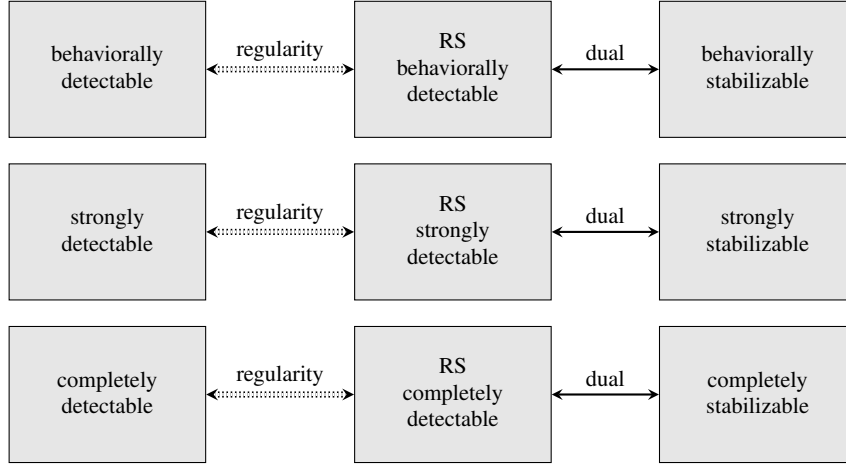 behaviorally
detectable
regularity
RS
behaviorally
detectable
dual
behaviorally
stabilizable
strongly
detectable
regularity
RS
strongly
detectable
dual
strongly
stabilizable
completely
detectable
regularity
RS
completely
detectable
dual
completely
stabilizable